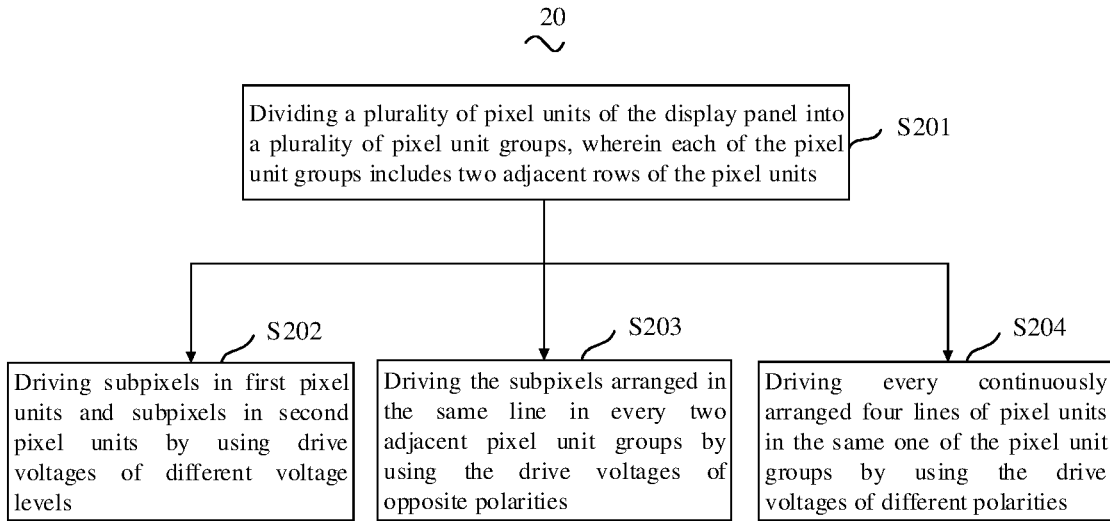 20
Dividing a plurality of pixel units of the display panel into
a plurality of pixel unit groups, wherein each of the pixel
unit groups includes two adjacent rows of the pixel units
S201
S202
Driving subpixels in first pixel
units and subpixels in second
pixel units by using drive
voltages of different voltage
levels
S203
Driving the subpixels arranged in
the same line in every two
adjacent pixel unit groups by
using the drive voltages of
opposite polarities
S204
Driving every continuously
arranged four lines of pixel units
in the same one of the pixel unit
groups by using the drive
voltages of different polarities